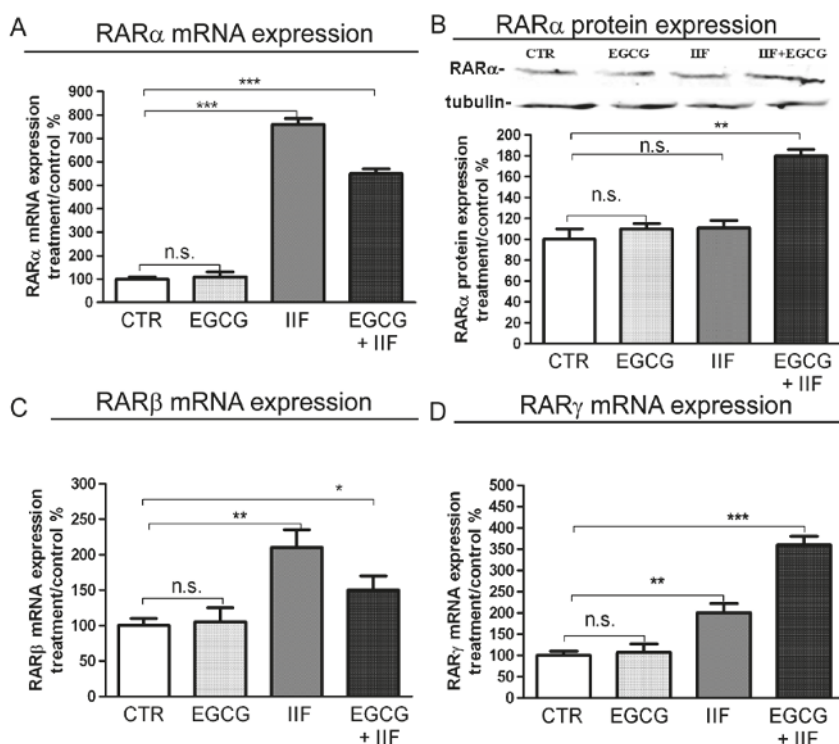 A
RARα mRNA expression
RARα mRNA expression
treatment/control %
900
800
700
600
500
400
300
200
100
0
***
***
n.s.
CTR
EGCG
IIF
EGCG
+ IIF
B
RARα protein expression
CTR EGCG IIF IIF+EGCG
RARα-
tubulin-
RARα protein expression
treatment/control %
200
180
160
140
120
100
80
60
40
20
0
**
n.s.
n.s.
CTR
EGCG
IIF
EGCG
+ IIF
C
RARβ mRNA expression
RARβ mRNA expression
treatment/control %
300
250
200
150
100
50
0
*
**
n.s.
CTR
EGCG
IIF
EGCG
+ IIF
D
RARγ mRNA expression
RARγ mRNA expression
treatment/control %
500
450
400
350
300
250
200
150
100
50
0
***
**
n.s.
CTR
EGCG
IIF
EGCG
+ IIF